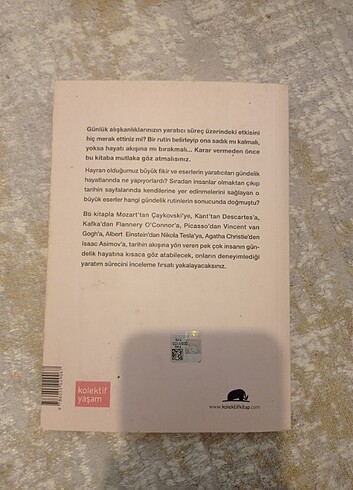 Günlük alışkanlıklarınızın yaratıcı süreç üzerindeki etkisini
hiç merak ettiniz mi? Bir rutin belirleyip ona sadık mı kalmalı,
yoksa hayatı akışına mı bırakmalı... Karar vermeden önce
bu kitaba mutlaka göz atmalısınız.
Hayran olduğumuz büyük fikir ve eserlerin yaratıcıları gündelik
hayatlarında ne yapıyorlardı? Sıradan insanlar olmaktan çıkıp
tarihin sayfalarında kendilerine yer edinmelerini sağlayan o
büyük eserler hangi gündelik rutinlerin sonucunda doğmuştu?
Bu kitapla Mozart'tan Çaykovski'ye, Kant'tan Descartes'a,
Kafka'dan Flannery O'Connor'a, Picasso'dan Vincent van
Gogh'a, Albert Einstein'dan Nikola Tesla'ya, Agatha Christie'den
Isaac Asimov'a, tarihin akışına yön veren pek çok insanın gün-
delik hayatına kısaca göz atabilecek, onların deneyimlediği
yaratım sürecini inceleme fırsatı yakalayacaksınız.
kolektif
yaşam
www.kolektifkitap.com